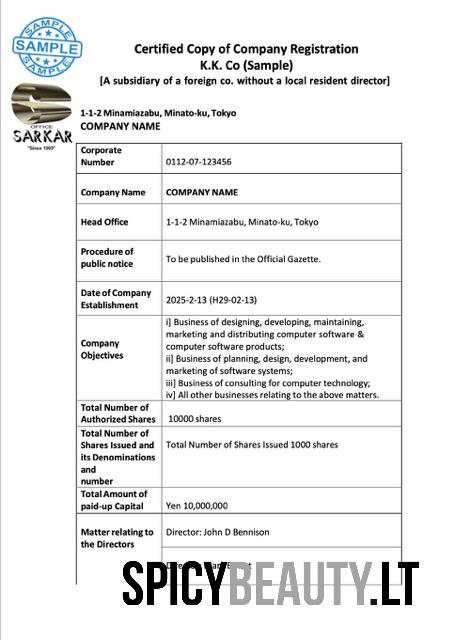 SAMPLE
SAMPLE
SAMPLE
Certified Copy of Company Registration
K.K. Co (Sample)
[A subsidiary of a foreign co. without a local resident director]
OFFICE
SARKAR
"Since 1993"
1-1-2 Minamiazabu, Minato-ku, Tokyo
COMPANY NAME
Corporate
Number
0112-07-123456
Company Name
COMPANY NAME
Head Office
1-1-2 Minamiazabu, Minato-ku, Tokyo
Procedure of
public notice
To be published in the Official Gazette.
Date of Company
Establishment
2025-2-13 (H29-02-13)
Company
Objectives
i] Business of designing, developing, maintaining,
marketing and distributing computer software &
computer software products;
ii] Business of planning, design, development, and
marketing of software systems;
iii] Business of consulting for computer technology;
iv] All other businesses relating to the above matters.
Total Number of
Authorized Shares
10000 shares
Total Number of
Shares Issued and
its Denominations
and
number
Total Number of Shares Issued 1000 shares
Total Amount of
paid-up Capital
Yen 10,000,000
Matter relating to
the Directors
Director: John D Bennison
SPICYBEAUTY.LT